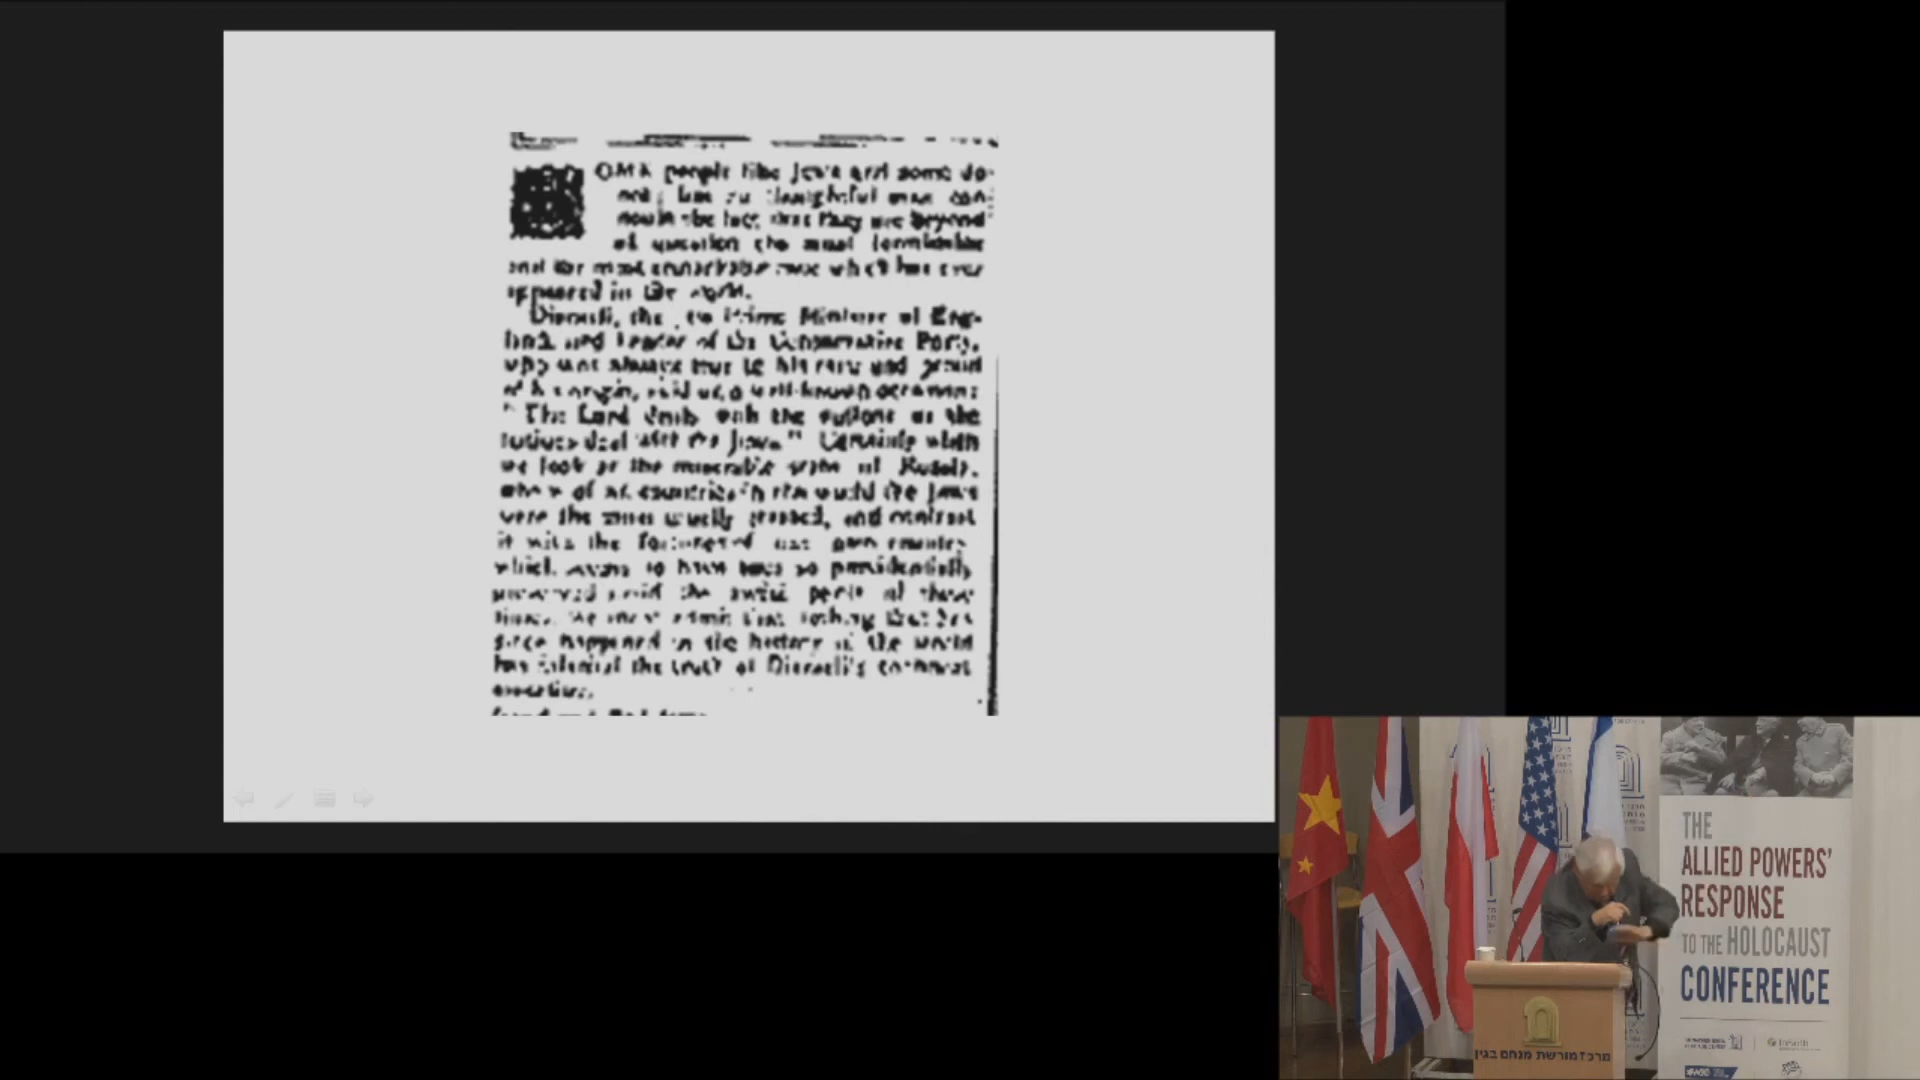 people like Jews and some do
thoughtful man can
doubt the fact that they are beyond
all question the most formidable
and the most remarkable race which has ever
appeared in the world.
Disraeli, the Jew Prime Minister of Eng-
land, and Leader of the Conservative Party,
who was always true to his race and proud
of his origin, said on a well-known occasion:
"The Lord deals with the nations as the
nations deal with the Jews." Certainly when
we look at the miserable state of Russia,
where of all countries in the world the Jews
were the most cruelly treated, and contrast
it with the fortunes of our own country,
which seems to have been so providentially
preserved amid the awful perils of these
times, we must admit that nothing that has
since happened in the history of the world
has falsified the truth of Disraeli's confident
assertion.
THE
ALLIED POWERS'
RESPONSE
TO THE HOLOCAUST
CONFERENCE
מרכז מורשת מנחם בגין